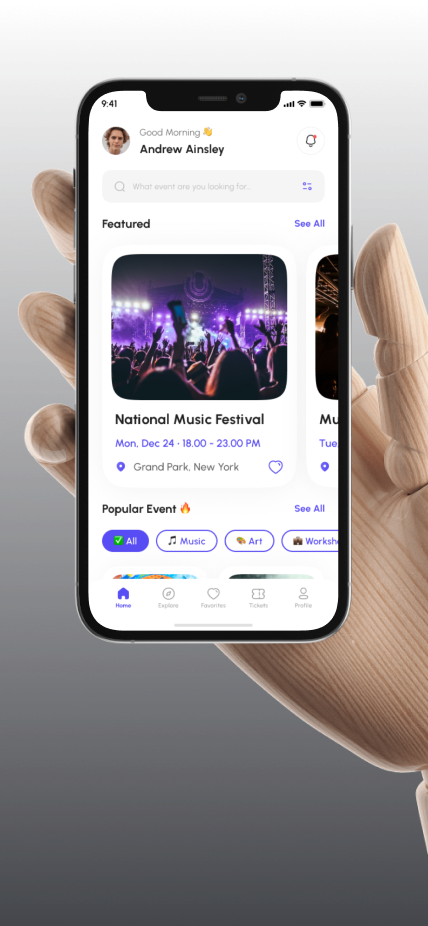 9:41
Good Morning 👋
Andrew Ainsley
What event are you looking for...
Featured See All
National Music Festival Mu
Mon, Dec 24 • 18.00 - 23.00 PM Tue
Grand Park, New York
Popular Event 🔥 See All
✅ All 🎵 Music 🎨 Art 💼 Worksho
Home Explore Favorites Tickets Profile